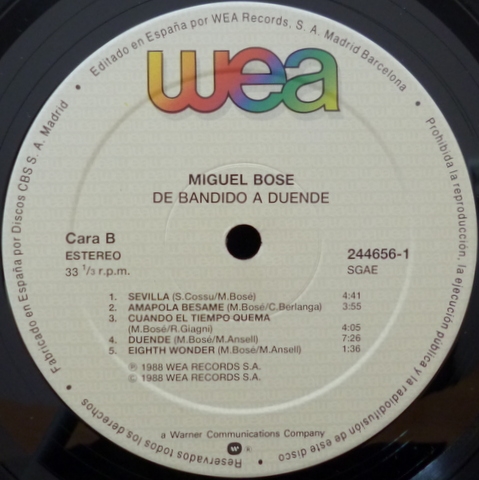 Editado en España por WEA Records, S. A. Madrid Barcelona
Prohibida la reproducción, la ejecución pública y la radiodifusión de este disco
Reservados todos los derechos
Fabricado en España por Discos CBS S. A. Madrid
wea
MIGUEL BOSE
DE BANDIDO A DUENDE
Cara B
ESTEREO
33 1/3 r.p.m.
244656-1
SGAE
1. SEVILLA (S.Cossu/M.Bosé) 4:41
2. AMAPOLA BESAME (M.Bosé/C.Berlanga) 3:55
3. CUANDO EL TIEMPO QUEMA
(M.Bosé/R.Giagni) 4:05
4. DUENDE (M.Bosé/M.Ansell) 7:26
5. EIGHTH WONDER (M.Bosé/M.Ansell) 1:36
℗ 1988 WEA RECORDS S.A.
© 1988 WEA RECORDS S.A.
a Warner Communications Company
W ®